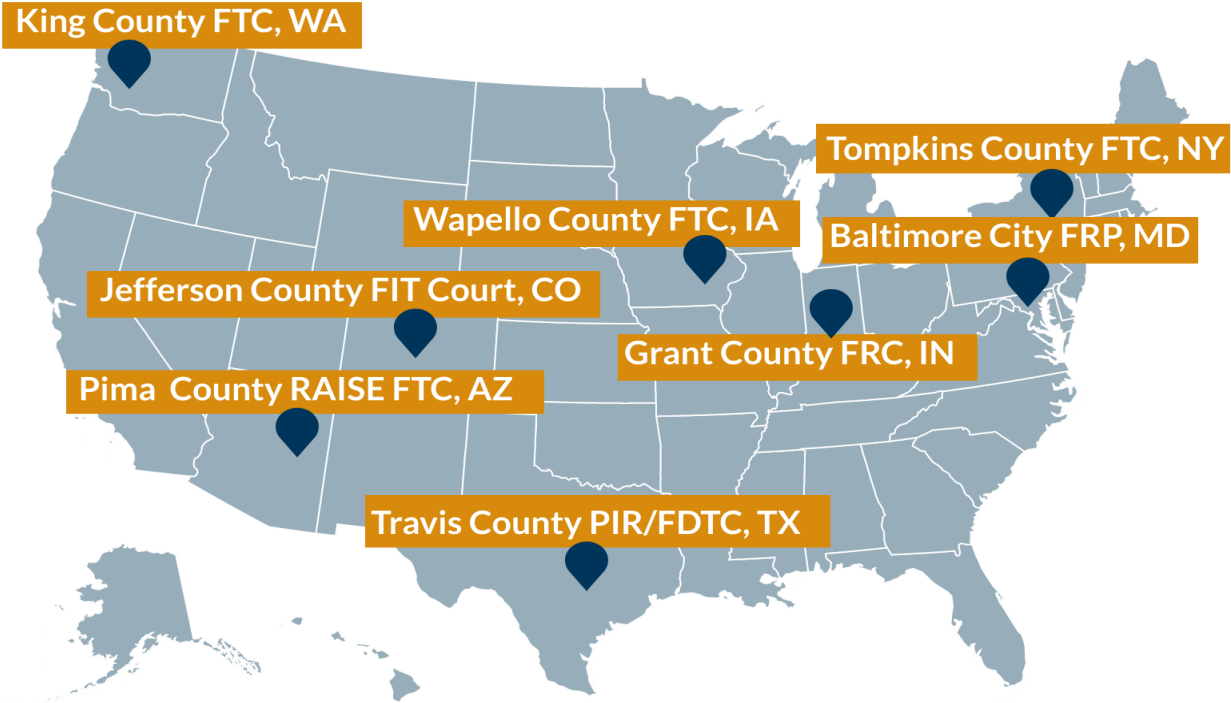 King County FTC, WA
Tompkins County FTC, NY
Wapello County FTC, IA
Baltimore City FRP, MD
Jefferson County FIT Court, CO
Grant County FRC, IN
Pima  County RAISE FTC, AZ
Travis County PIR/FDTC, TX